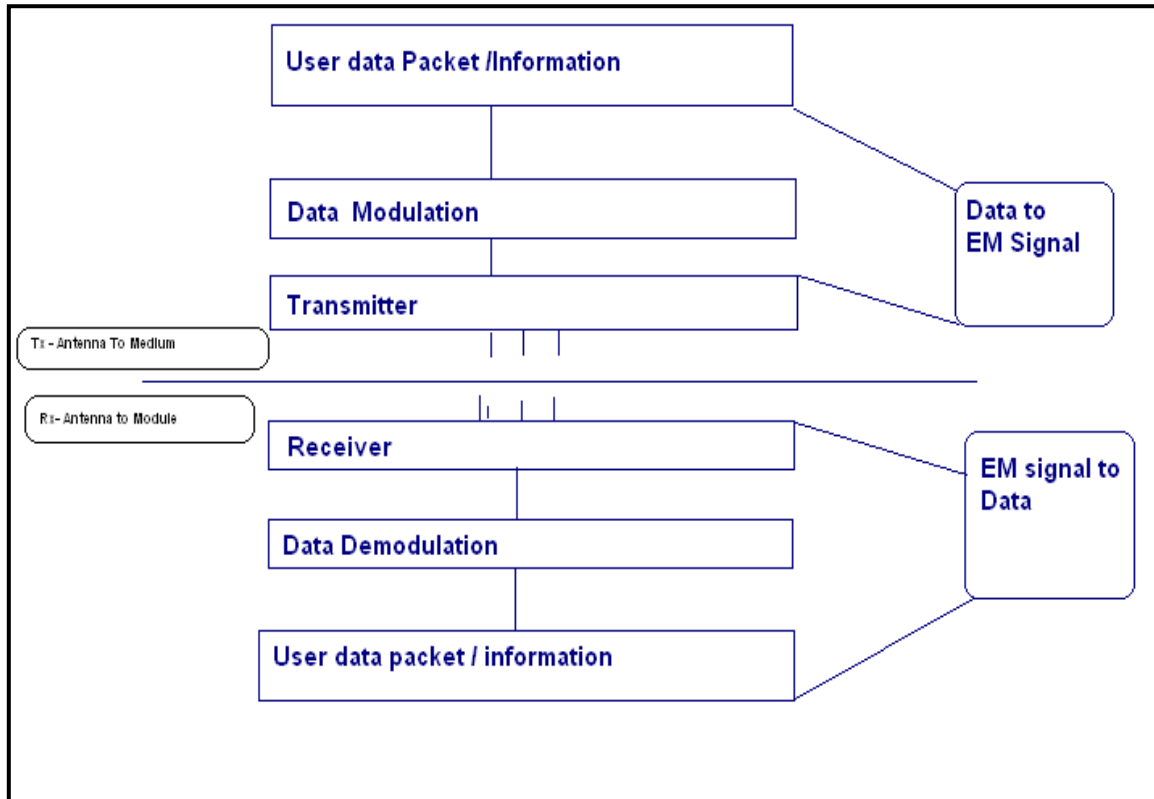 User data Packet /Information
Data Modulation
Data to
EM Signal
Transmitter
Tx - Antenna To Medium
Rx- Antenna to Module
Receiver
EM signal to
Data
Data Demodulation
User data packet / information